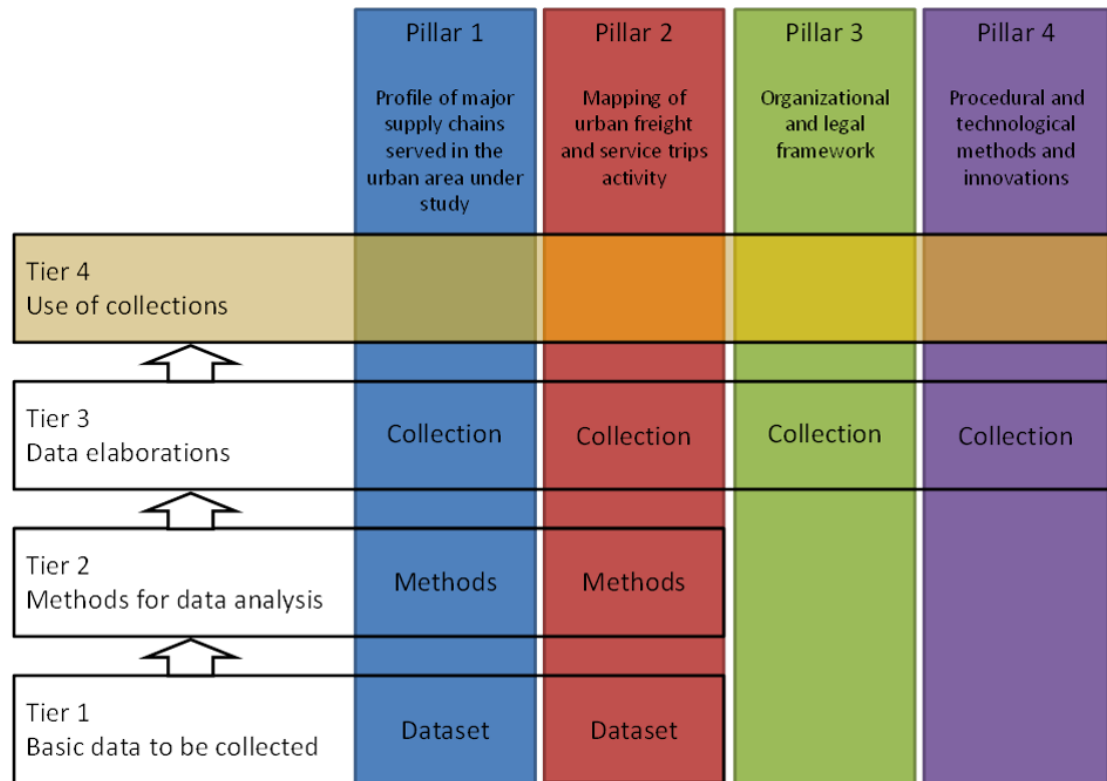 Pillar 1
Profile of major
supply chains
served in the
urban area under
study
Pillar 2
Mapping of
urban freight
and service trips
activity
Pillar 3
Organizational
and legal
framework
Pillar 4
Procedural and
technological
methods and
innovations
Tier 4
Use of collections
Tier 3
Data elaborations
Collection
Collection
Collection
Collection
Tier 2
Methods for data analysis
Methods
Methods
Tier 1
Basic data to be collected
Dataset
Dataset